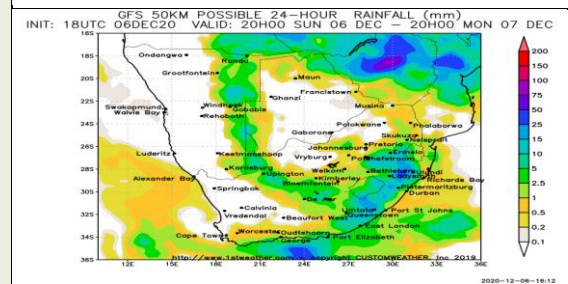 GFS 50KM POSSIBLE 24-HOUR RAINFALL (mm)
INIT: 18UTC 06DEC20 VALID: 20H00 SUN 06 DEC - 20H00 MON 07 DEC
16S
Ondangwa
Rundu
18S
Grootfontein
20S
Maun
Francistown
22S
Ghanzi
Musina
Swakopmund
Windhoek
Gobabis
Walvis Bay
Rehoboth
24S
Polokwane
Phalaborwa
Gaborone
Skukuza
Nelspruit
26S
Johannesburg
Pretoria
Luderitz
Keetmanshoop
Vryburg
Potchefstroom
Ermelo
Karasburg
28S
Alexander Bay
Upington
Welkom
Bethlehem
Ulundi
Kimberley
Ladysmith
Richards Bay
Bloemfontein
Springbok
Pietermaritzburg
30S
De Aar
Durban
Calvinia
Umtata
Port St Johns
32S
Vredendal
Beaufort West
Queenstown
East London
34S
Cape Town
Worcester
Oudtshoorn
George
Port Elizabeth
http://www.1stweather.com copyright CUSTOMWEATHER, Inc 2019
36S
12E 15E 18E 21E 24E 27E 30E 33E 36E
200
150
100
75
50
25
15
10
5
2.5
1
0.5
0.2
0.1
2020-12-06-16:12